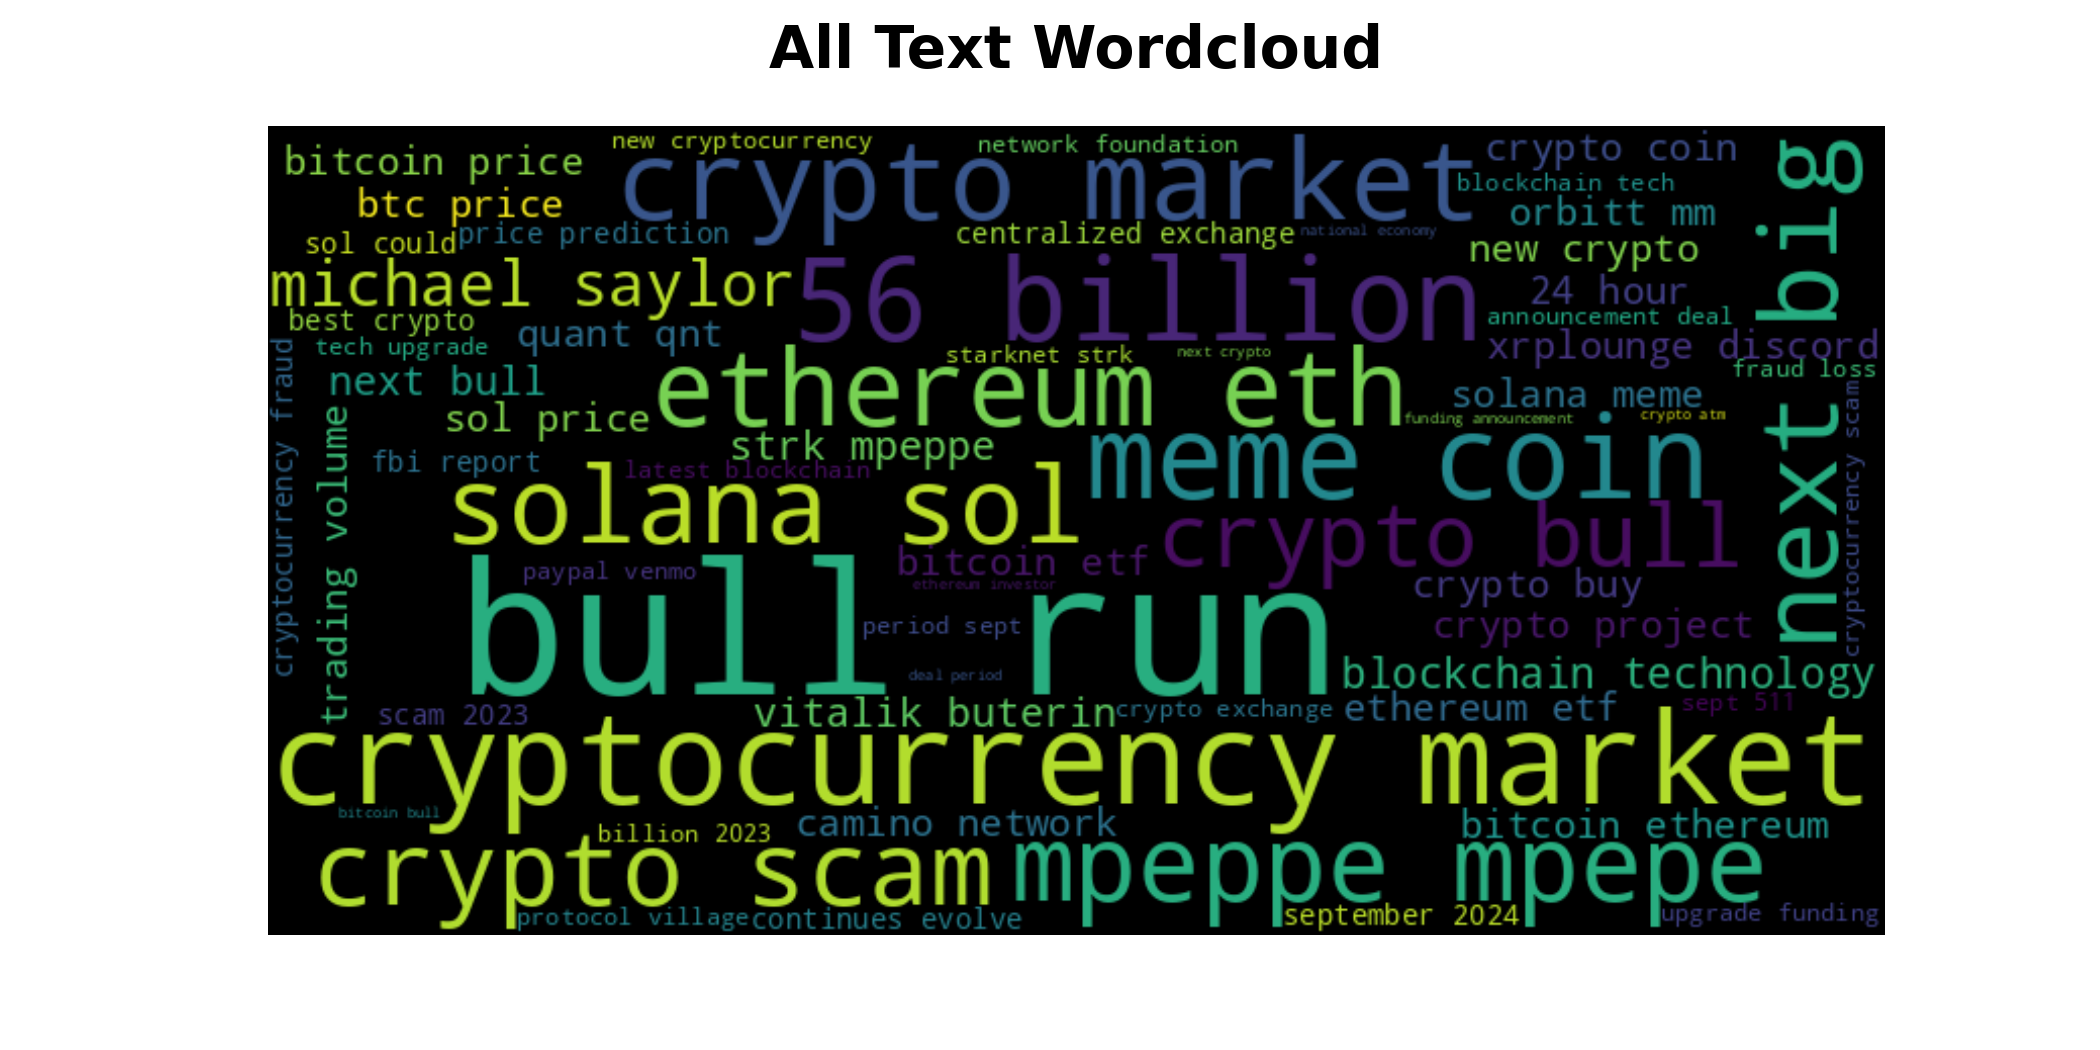 All Text Wordcloud
new cryptocurrency
network foundation
crypto coin
bitcoin price
crypto market
blockchain tech
next big
btc price
orbitt mm
sol could
price prediction
centralized exchange
national economy
new crypto
michael saylor
56 billion
24 hour
best crypto
announcement deal
quant qnt
tech upgrade
starknet strk
next crypto
xrplounge discord
fraud loss
cryptocurrency fraud
next bull
ethereum eth
solana meme
sol price
funding announcement
crypto atm
cryptocurrency scam
trading volume
strk mpeppe
meme coin
fbi report
latest blockchain
solana sol
crypto bull
bitcoin etf
paypal venmo
ethereum investor
crypto buy
bull run
period sept
crypto project
deal period
blockchain technology
scam 2023
vitalik buterin
crypto exchange
ethereum etf
sept 511
cryptocurrency market
bitcoin bull
billion 2023
camino network
bitcoin ethereum
crypto scam
mpeppe mpepe
protocol village
continues evolve
september 2024
upgrade funding